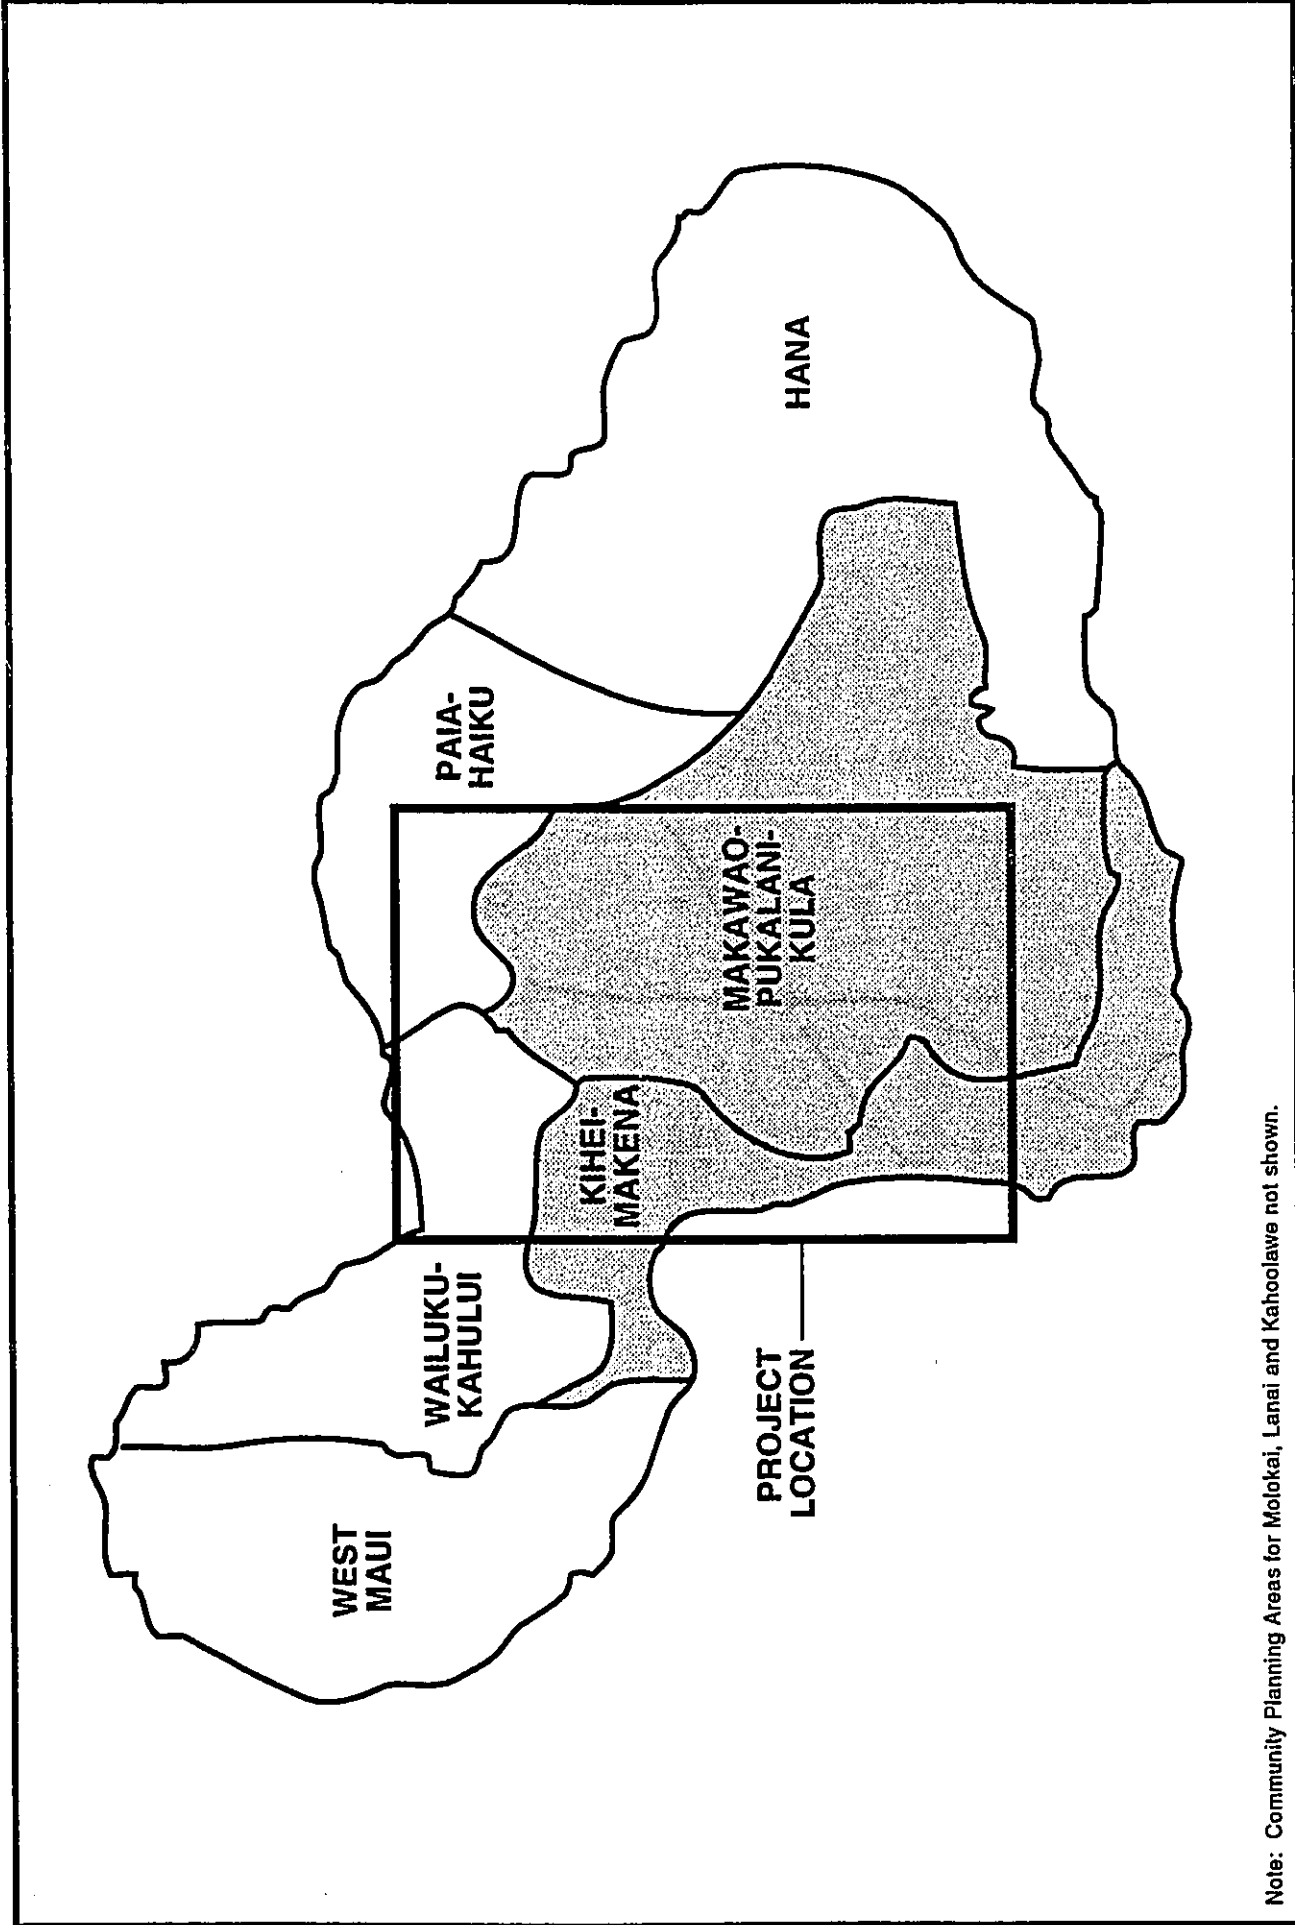 WEST
MAUI
WAILUKU-
KAHULUI
PAIA-
HAIKU
KIHEI-
MAKENA
MAKAWAO-
PUKALANI-
KULA
HANA
PROJECT
LOCATION
Note: Community Planning Areas for Molokai, Lanai and Kahoolawe not shown.